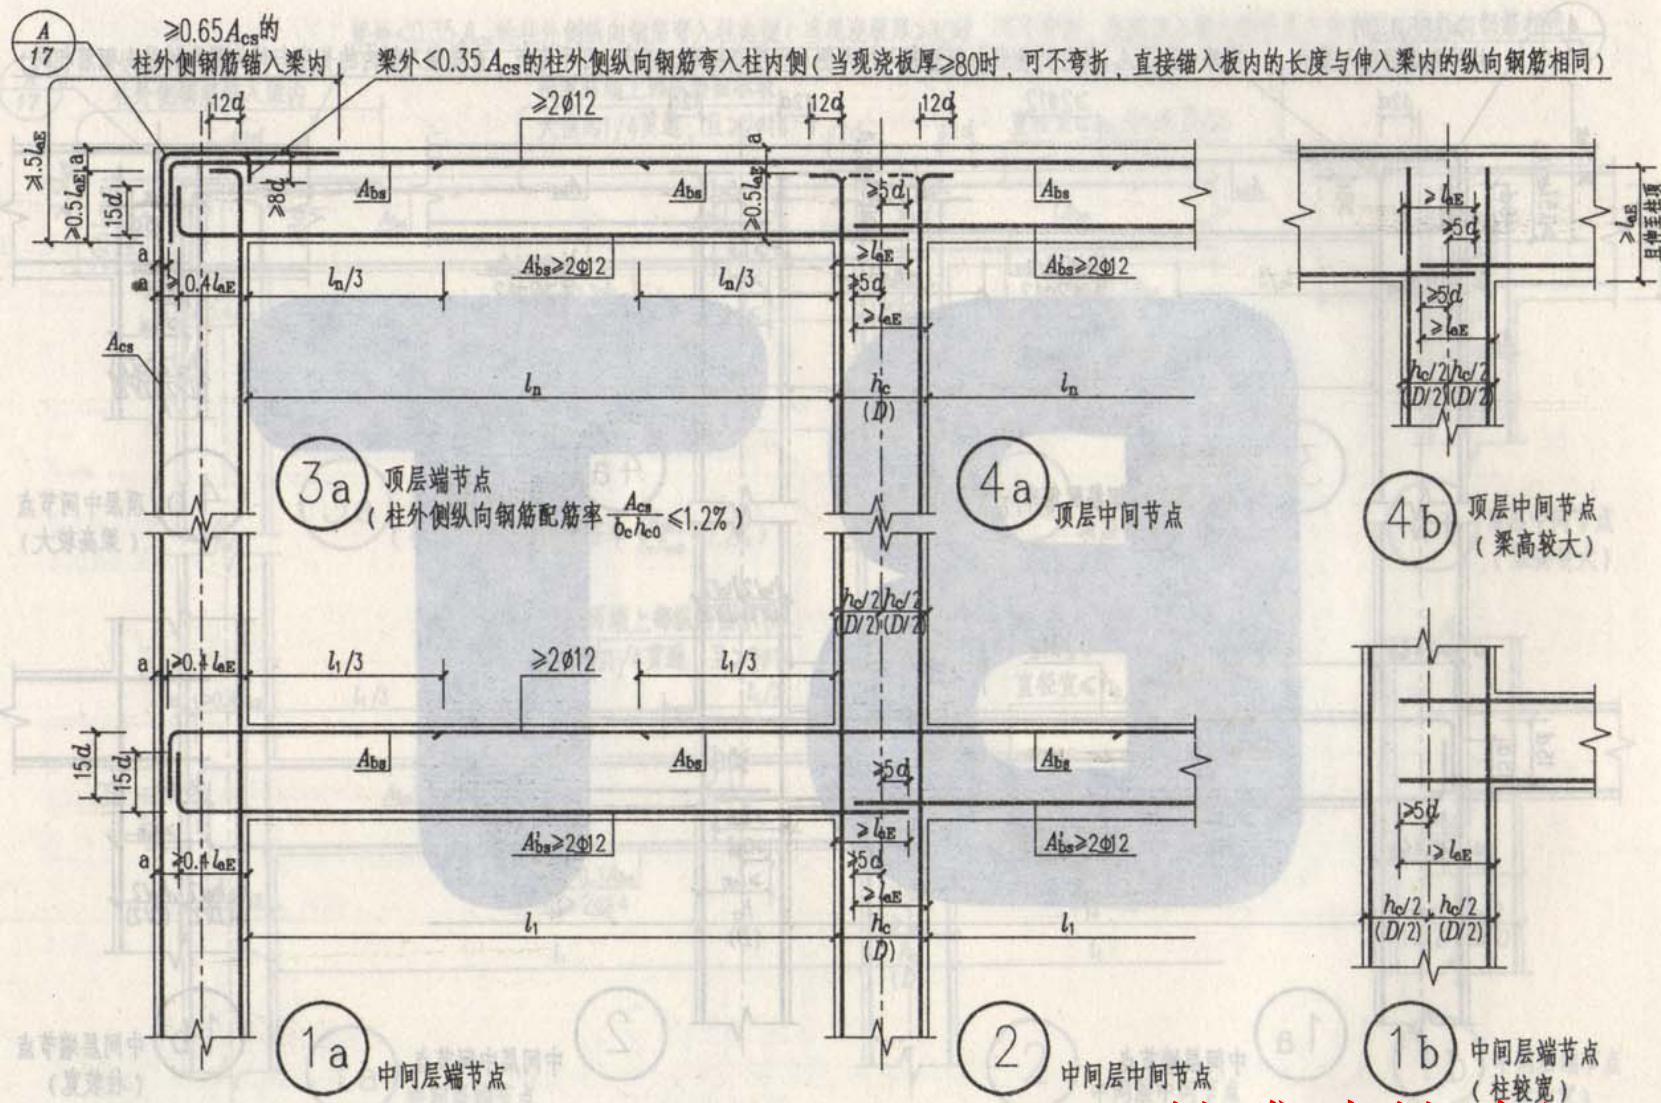 A
17
≥0.65Acs的
柱外侧钢筋锚入梁内
梁外<0.35Acs的柱外侧纵向钢筋弯入柱内侧(当现浇板厚≥80时,可不弯折,直接锚入板内的长度与伸入梁内的纵向钢筋相同)
12d
≥2ϕ12
12d
12d
a
a
≥0.5laE
15d
≥8d
Abs
Abs
≥0.5laE
≥5d
Abs
≥laE
≥5d
≥laE
且伸至柱顶
a
a
0.4laE
ln/3
A'bs≥2ϕ12
ln/3
≥laE
≥5d
≥laE
A'bs≥2ϕ12
≥5d
≥laE
hc/2
hc/2
(D/2)
(D/2)
Acs
ln
hc
(D)
ln
3a
顶层端节点
(柱外侧纵向钢筋配筋率 Acs/bchc0 ≤1.2%)
4a
顶层中间节点
4b
顶层中间节点
(梁高较大)
hc/2
hc/2
(D/2)
(D/2)
a
≥0.4laE
l1/3
≥2ϕ12
l1/3
15d
15d
Abs
Abs
≥5d
Abs
a
≥0.4laE
A'bs≥2ϕ12
≥laE
≥5d
≥laE
A'bs≥2ϕ12
≥5d
≥laE
l1
hc
(D)
l1
hc/2
hc/2
(D/2)
(D/2)
1a
中间层端节点
2
中间层中间节点
1b
中间层端节点
(柱较宽)